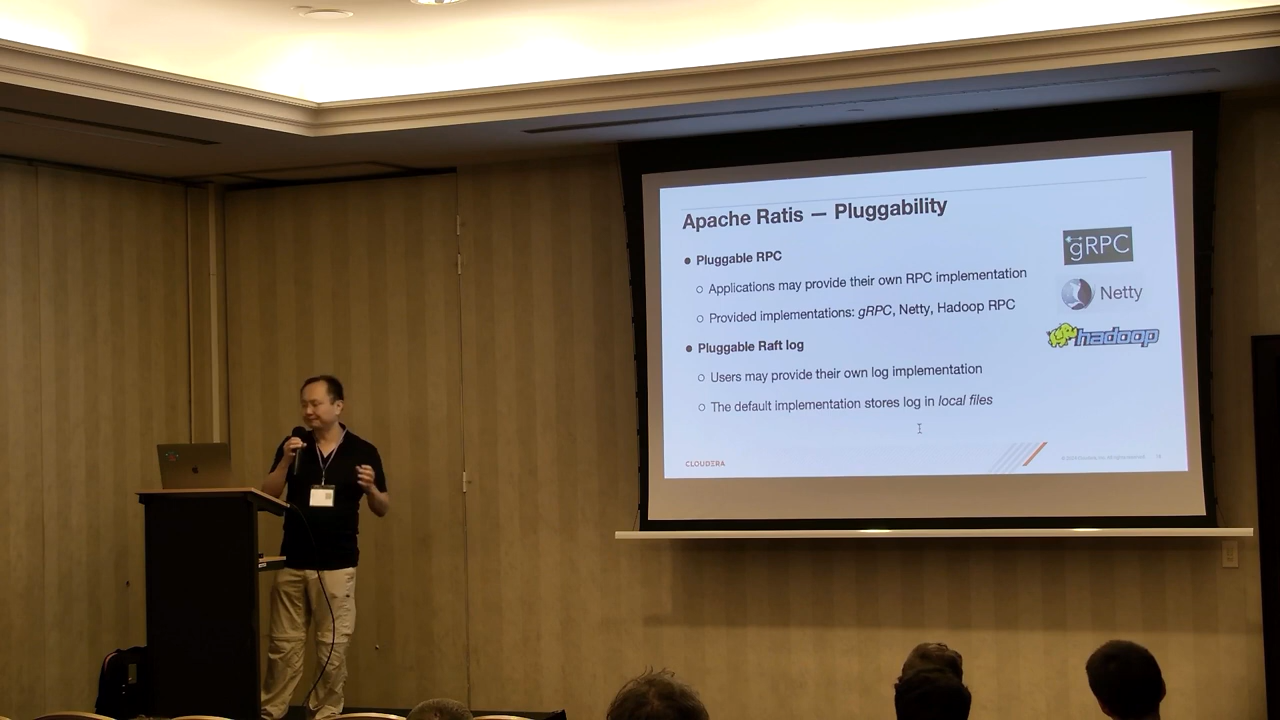 Apache Ratis — Pluggability
● Pluggable RPC
○ Applications may provide their own RPC implementation
○ Provided implementations: gRPC, Netty, Hadoop RPC
● Pluggable Raft log
○ Users may provide their own log implementation
○ The default implementation stores log in local files
gRPC
Netty
hadoop
CLOUDERA